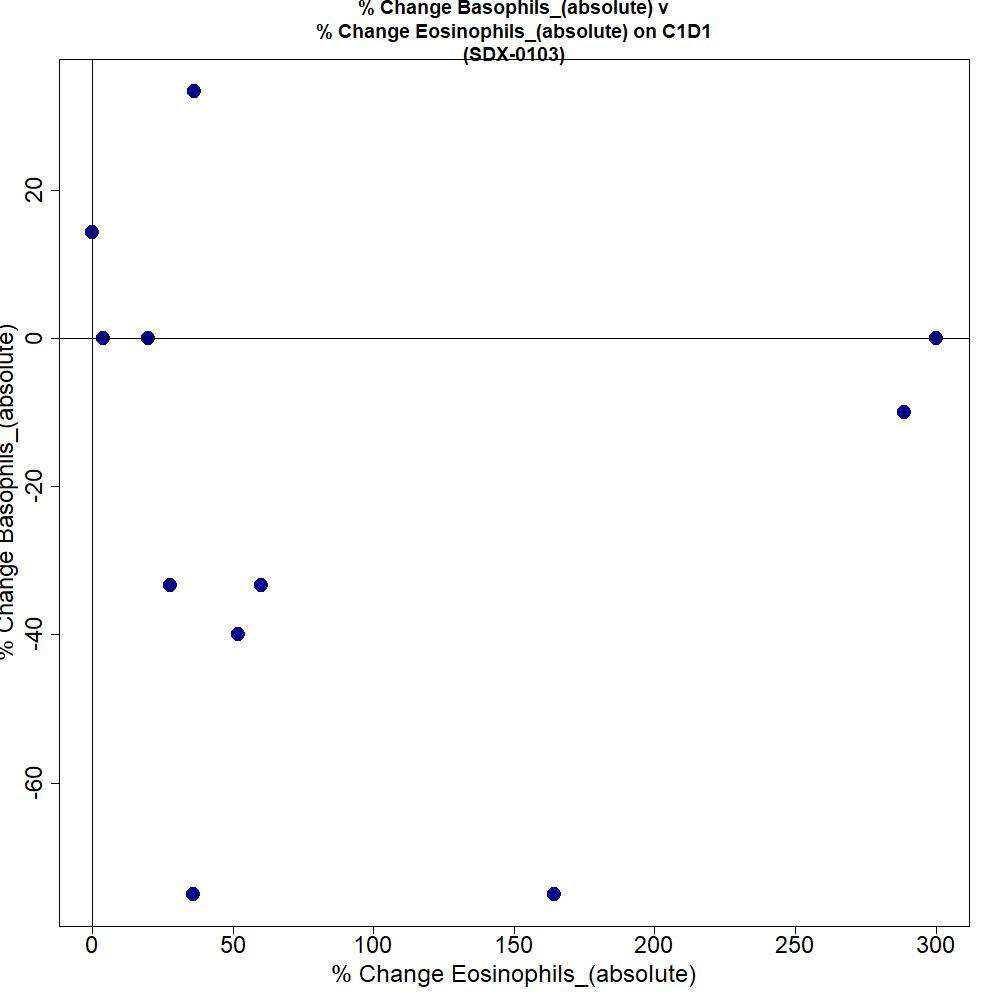 % Change Basophils_(absolute) v
% Change Eosinophils_(absolute) on C1D1
(SDX-0103)
% Change Basophils_(absolute)
20
0
-20
-40
-60
0 50 100 150 200 250 300
% Change Eosinophils_(absolute)